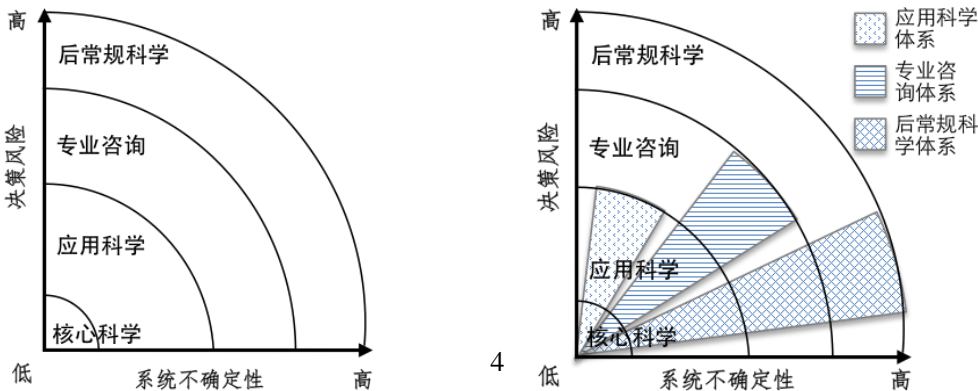 高
后常规科学
专业咨询
决策风险
应用科学
核心科学
低
系统不确定性
高
4
高
后常规科学
专业咨询
决策风险
应用科学
核心科学
低
系统不确定性
高
应用科学
体系
专业咨
询体系
后常规科
学体系